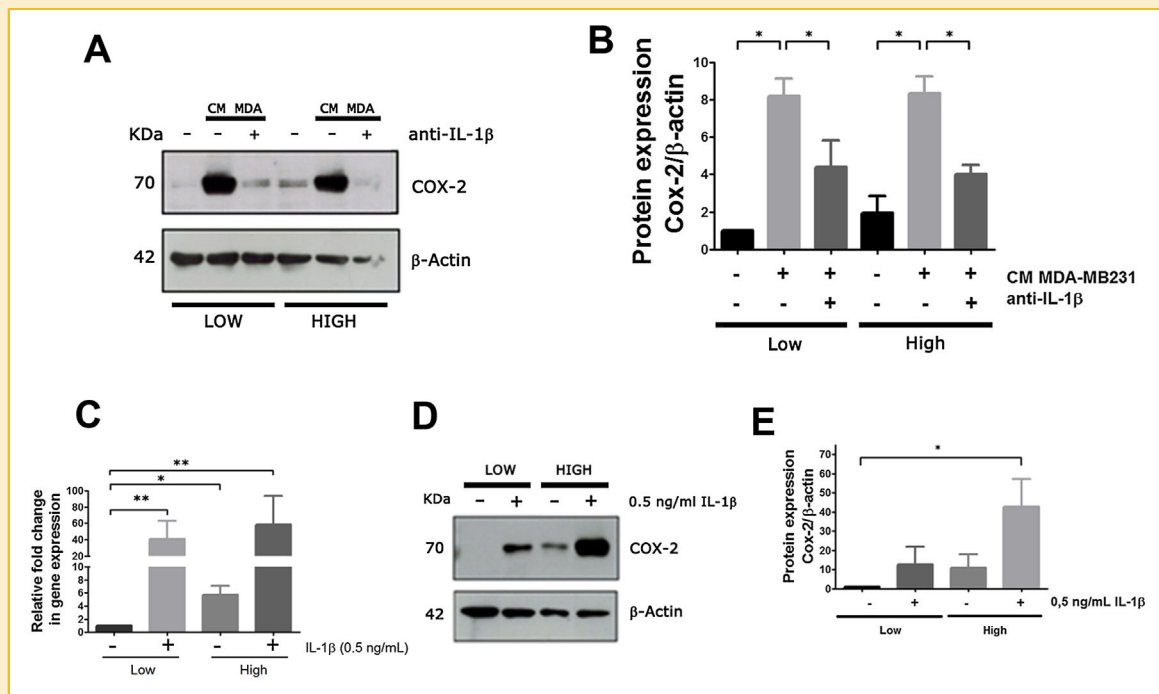 A
CM MDA CM MDA
KDa - - + - - + anti-IL-1β
70 COX-2
42 β-Actin
LOW HIGH
B
* * * *
Protein expression
Cox-2/β-actin
10
8
6
4
2
0
- + + - + + CM MDA-MB231
- - + - - + anti-IL-1β
Low High
C
**
*
**
Relative fold change
in gene expression
100
80
60
40
20
10
8
6
4
2
0
- + - + IL-1β (0.5 ng/mL)
Low High
D
LOW HIGH
KDa - + - + 0.5 ng/ml IL-1β
70 COX-2
42 β-Actin
E
*
Protein expression
Cox-2/β-actin
70
60
50
40
30
20
10
0
- + - + 0,5 ng/mL IL-1β
Low High